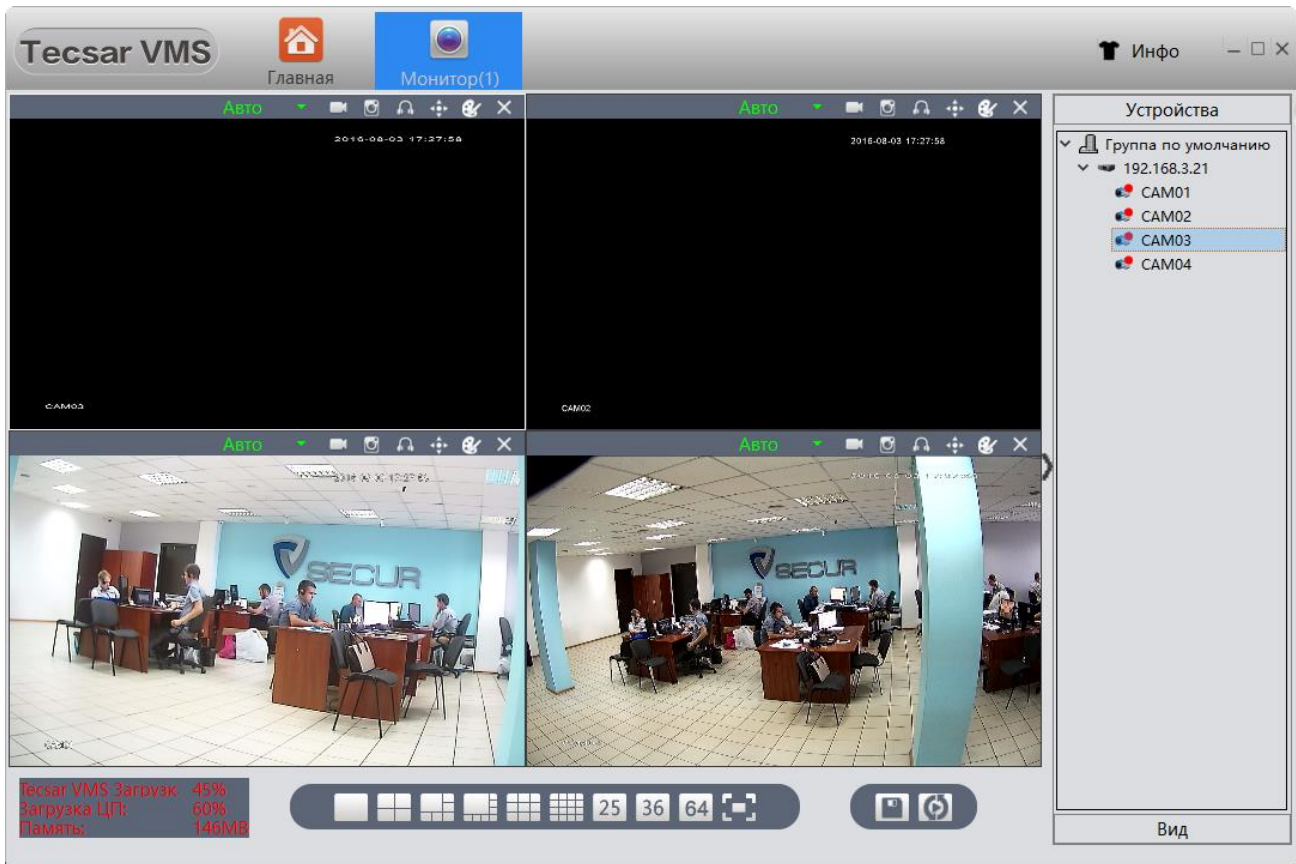 Tecsar VMS
Главная
Монитор(1)
Инфо
Авто
2016-08-03 17:27:58
CAM03
Авто
2016-08-03 17:27:58
CAM02
Авто
SECUR
Авто
SECUR
Устройства
Группа по умолчанию
192.168.3.21
CAM01
CAM02
CAM03
CAM04
Tecsar VMS Загрузк 45%
Загрузка ЦП: 60%
Память: 146MB
25 36 64
Вид